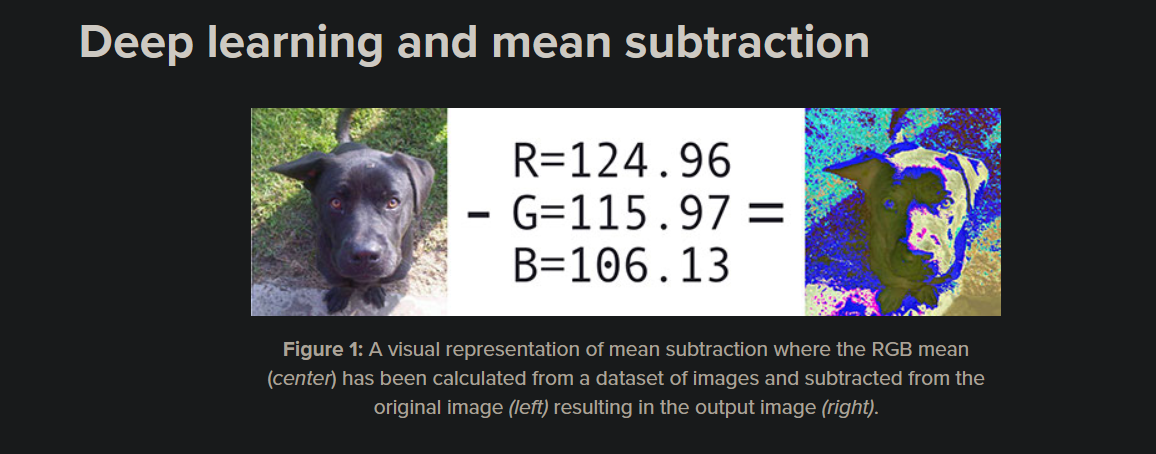 Deep learning and mean subtraction
R=124.96
- G=115.97 =
B=106.13
Figure 1: A visual representation of mean subtraction where the RGB mean
(center) has been calculated from a dataset of images and subtracted from the
original image (left) resulting in the output image (right).